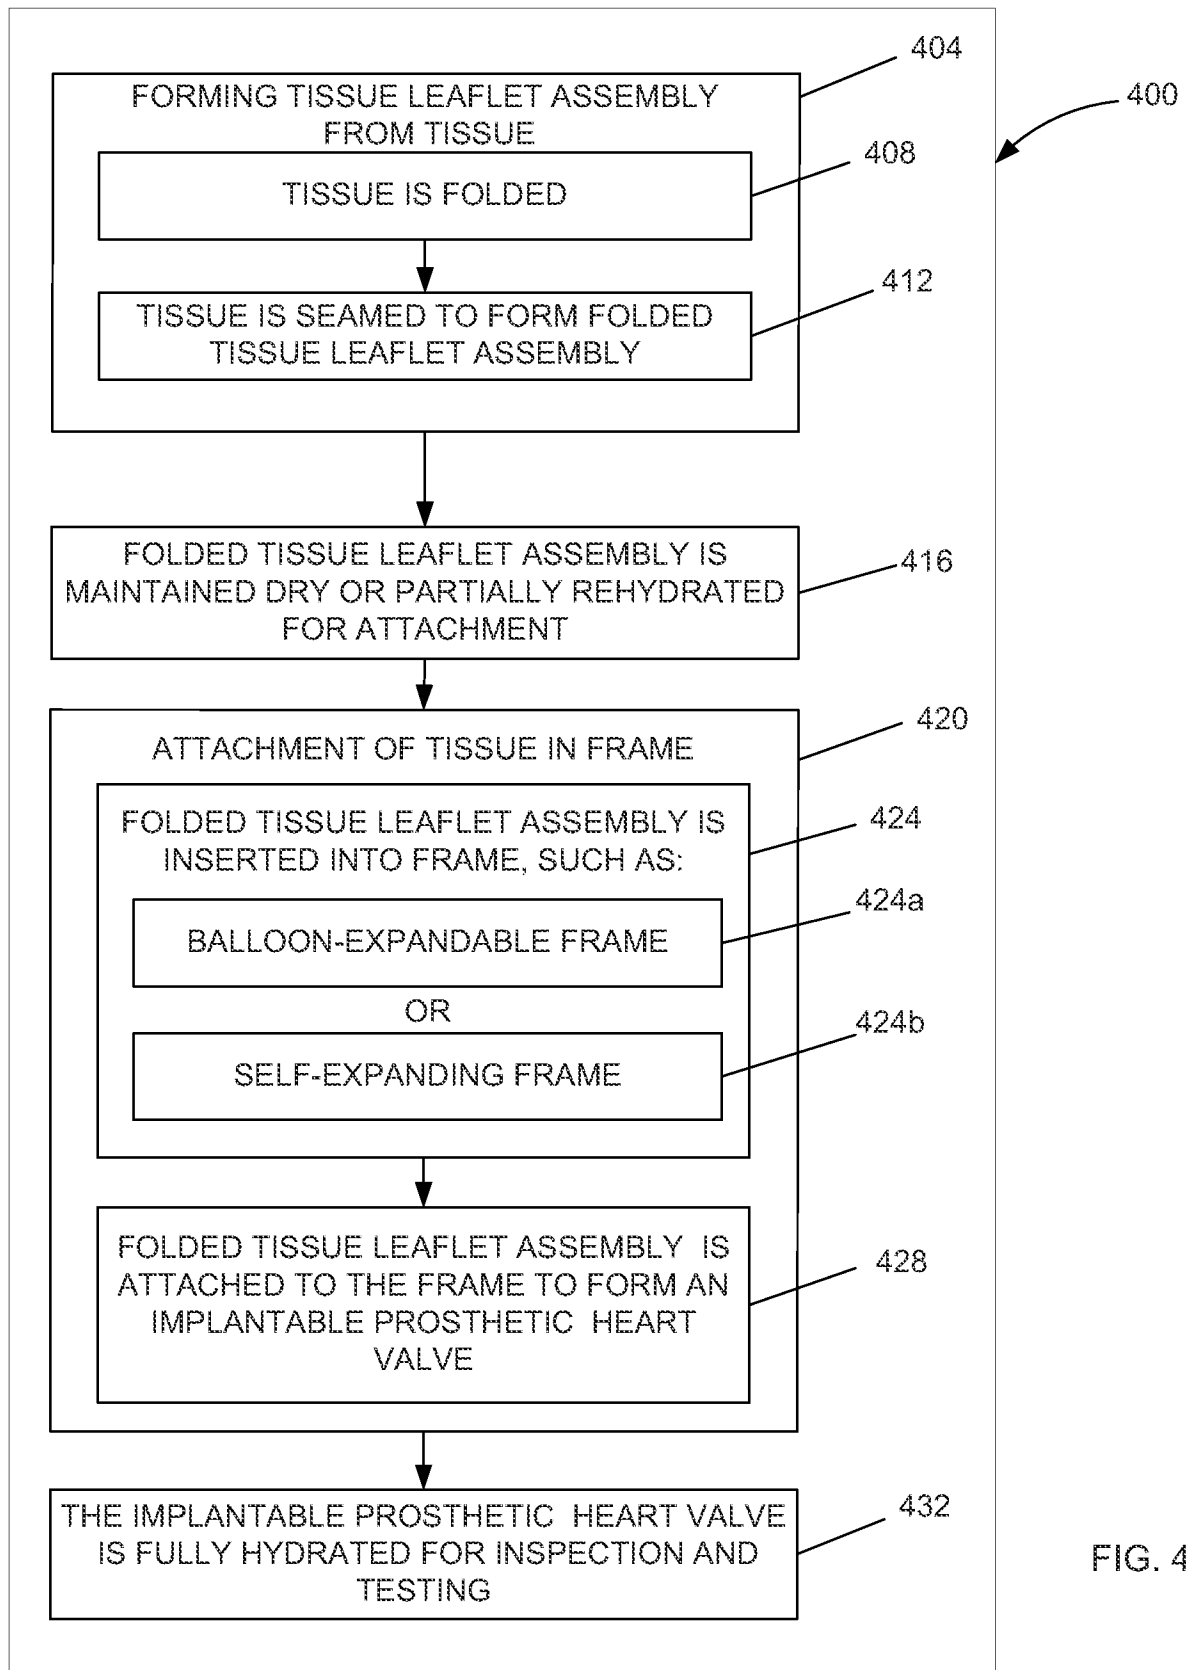 404
FORMING TISSUE LEAFLET ASSEMBLY
FROM TISSUE
400
408
TISSUE IS FOLDED
412
TISSUE IS SEAMED TO FORM FOLDED
TISSUE LEAFLET ASSEMBLY
FOLDED TISSUE LEAFLET ASSEMBLY IS
MAINTAINED DRY OR PARTIALLY REHYDRATED
FOR ATTACHMENT
416
420
ATTACHMENT OF TISSUE IN FRAME
FOLDED TISSUE LEAFLET ASSEMBLY IS
INSERTED INTO FRAME, SUCH AS:
424
424a
BALLOON-EXPANDABLE FRAME
OR
424b
SELF-EXPANDING FRAME
FOLDED TISSUE LEAFLET ASSEMBLY IS
ATTACHED TO THE FRAME TO FORM AN
IMPLANTABLE PROSTHETIC HEART
VALVE
428
THE IMPLANTABLE PROSTHETIC HEART VALVE
IS FULLY HYDRATED FOR INSPECTION AND
TESTING
432
FIG. 4